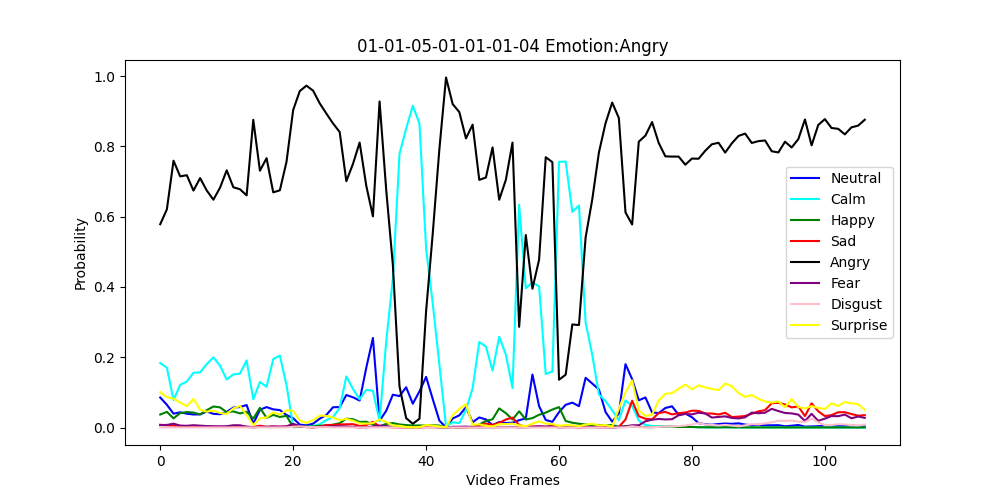 01-01-05-01-01-01-04 Emotion:Angry
1.0
0.8
0.6
0.4
0.2
0.0
Probability
0
20
40
60
80
100
Video Frames
Neutral
Calm
Happy
Sad
Angry
Fear
Disgust
Surprise